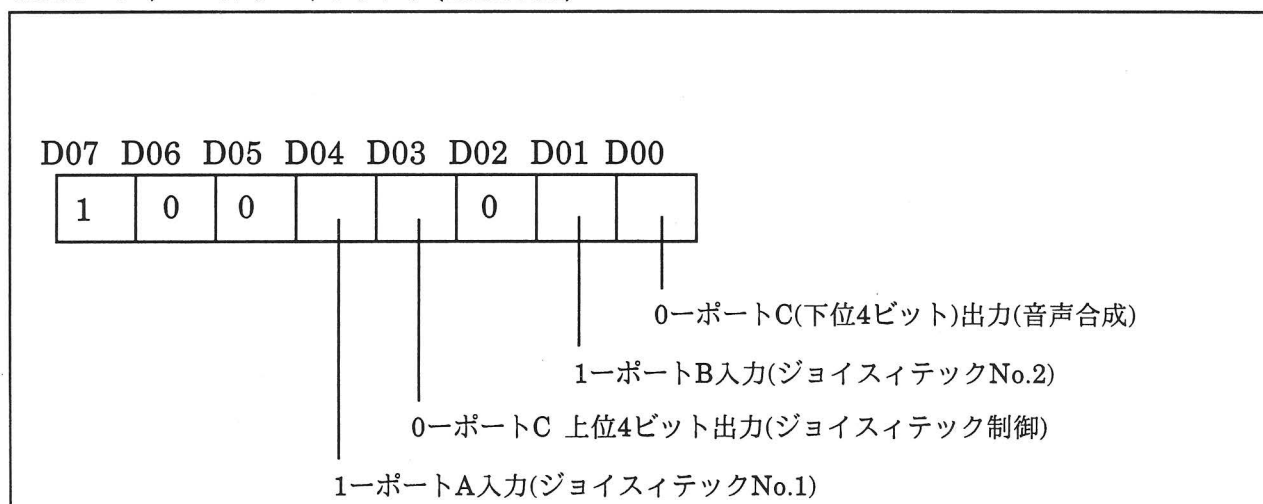 D07 D06 D05 D04 D03 D02 D01 D00
1 0 0 0
0ーポートC(下位4ビット)出力(音声合成)
1ーポートB入力(ジョイスィテックNo.2)
0ーポートC 上位4ビット出力(ジョイスィテック制御)
1ーポートA入力(ジョイスィテックNo.1)